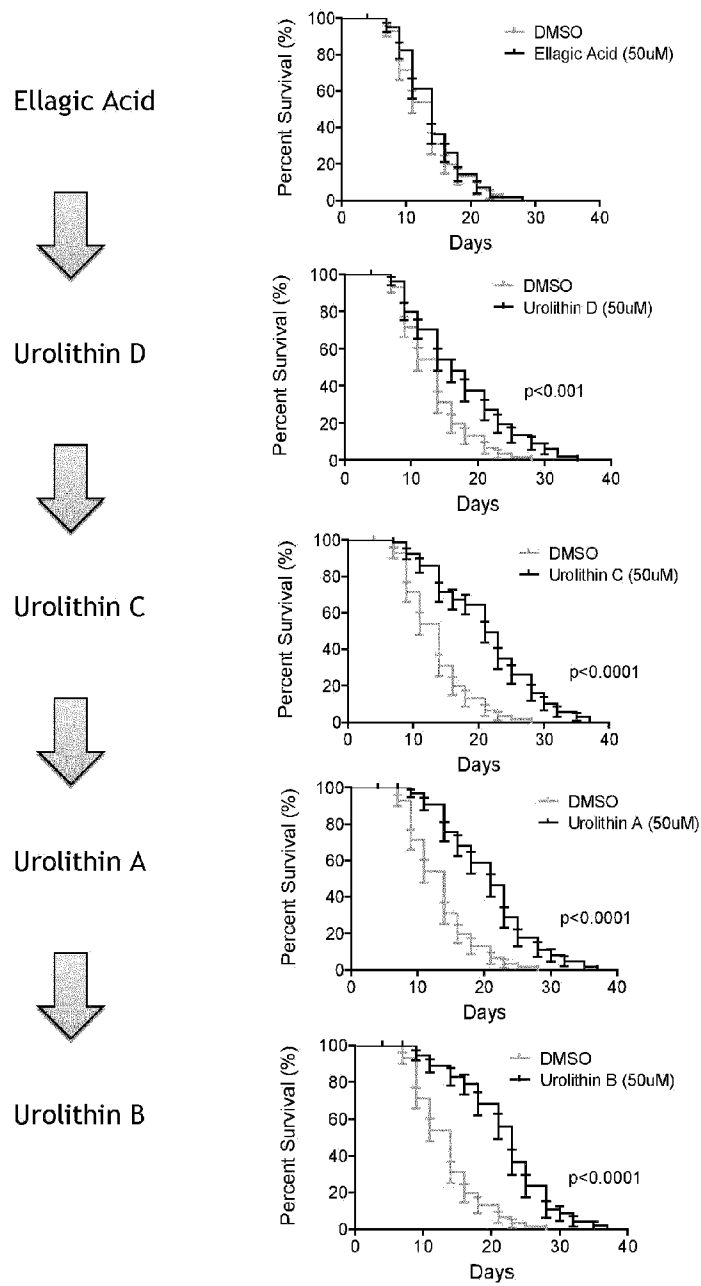 Ellagic Acid
Percent Survival (%)
100
80
60
40
20
0
0 10 20 30 40
Days
DMSO
Ellagic Acid (50uM)
Urolithin D
Percent Survival (%)
100
80
60
40
20
0
0 10 20 30 40
Days
DMSO
Urolithin D (50uM)
p<0.001
Urolithin C
Percent Survival (%)
100
80
60
40
20
0
0 10 20 30 40
Days
DMSO
Urolithin C (50uM)
p<0.0001
Urolithin A
Percent Survival (%)
100
80
60
40
20
0
0 10 20 30 40
Days
DMSO
Urolithin A (50uM)
p<0.0001
Urolithin B
Percent Survival (%)
100
80
60
40
20
0
0 10 20 30 40
Days
DMSO
Urolithin B (50uM)
p<0.0001